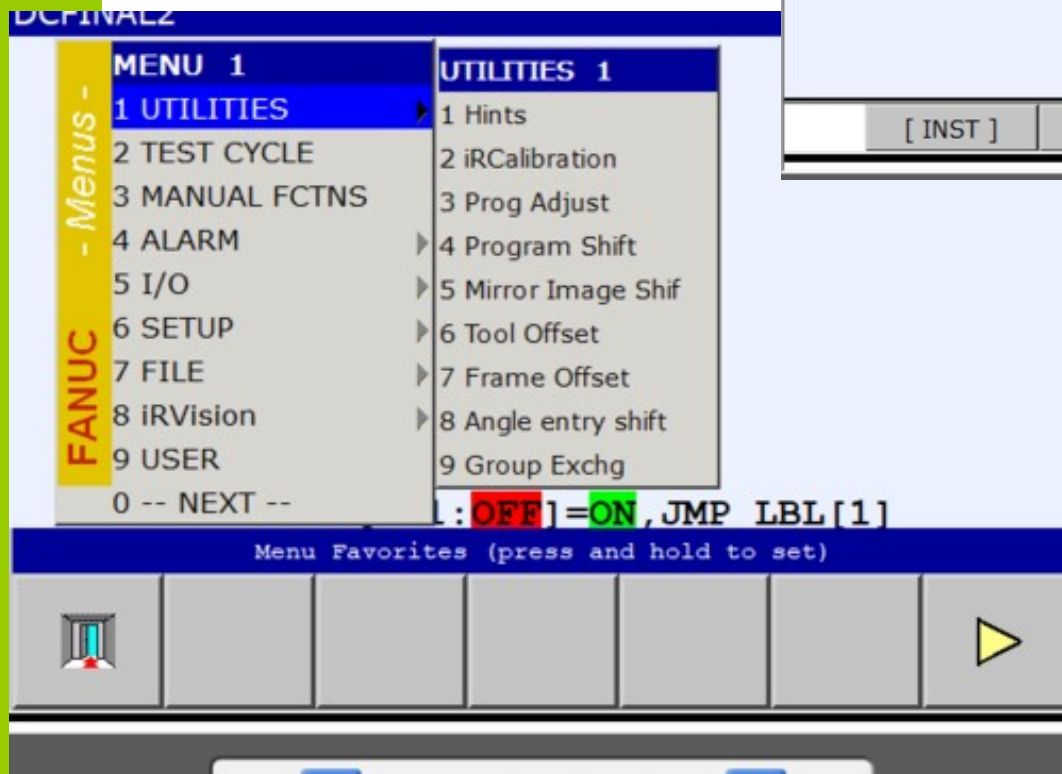 DCFINAL2
[ INST ]
- Menus -
FANUC
MENU 1
1 UTILITIES
2 TEST CYCLE
3 MANUAL FCTNS
4 ALARM
5 I/O
6 SETUP
7 FILE
8 iRVision
9 USER
0 -- NEXT --
UTILITIES 1
1 Hints
2 iRCalibration
3 Prog Adjust
4 Program Shift
5 Mirror Image Shif
6 Tool Offset
7 Frame Offset
8 Angle entry shift
9 Group Exchg
1:OFF]=ON,JMP LBL[1]
Menu Favorites (press and hold to set)